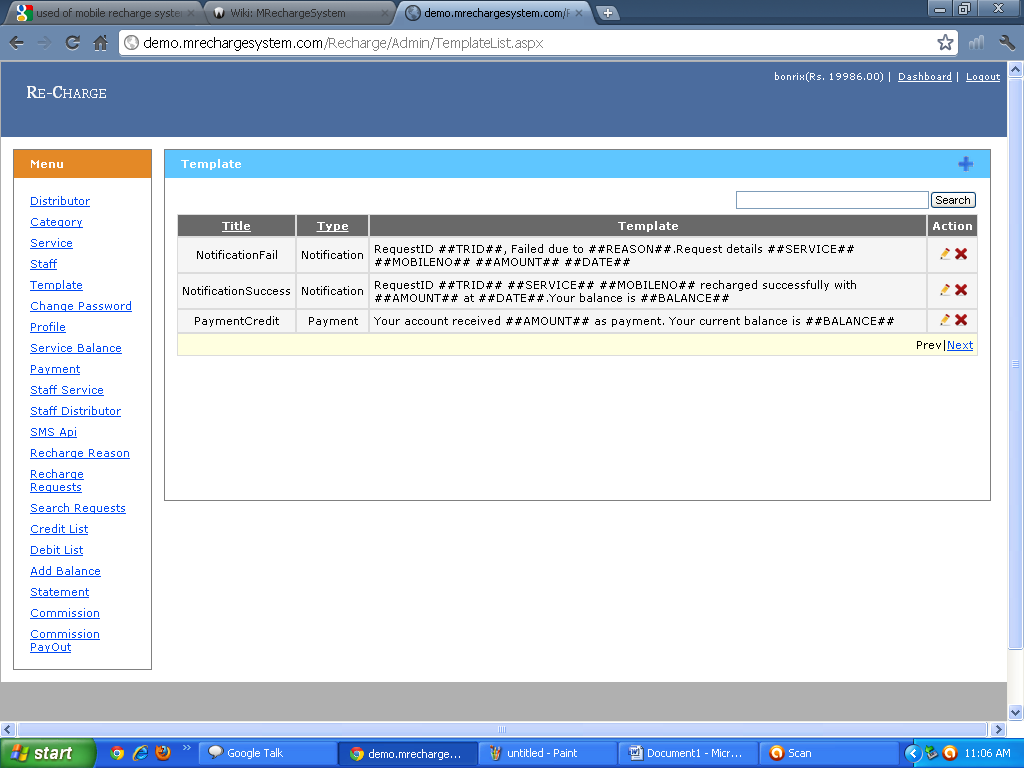 used of mobile recharge syste
Wiki: MRechargeSystem
demo.mrechargesystem.com/F
demo.mrechargesystem.com/Recharge/Admin/TemplateList.aspx
bonrix(Rs. 19986.00) | Dashboard | Logout
RE-CHARGE
Menu
Distributor
Category
Service
Staff
Template
Change Password
Profile
Service Balance
Payment
Staff Service
Staff Distributor
SMS Api
Recharge Reason
Recharge
Requests
Search Requests
Credit List
Debit List
Add Balance
Statement
Commission
Commission
PayOut
Template
Search
Title Type Template Action
NotificationFail Notification RequestID ##TRID##, Failed due to ##REASON##.Request details ##SERVICE##
##MOBILENO## ##AMOUNT## ##DATE##
NotificationSuccess Notification RequestID ##TRID## ##SERVICE## ##MOBILENO## recharged successfully with
##AMOUNT## at ##DATE##.Your balance is ##BALANCE##
PaymentCredit Payment Your account received ##AMOUNT## as payment. Your current balance is ##BALANCE##
Prev|Next
start
Google Talk
demo.mrecharge...
untitled - Paint
Document1 - Micr...
Scan
11:06 AM